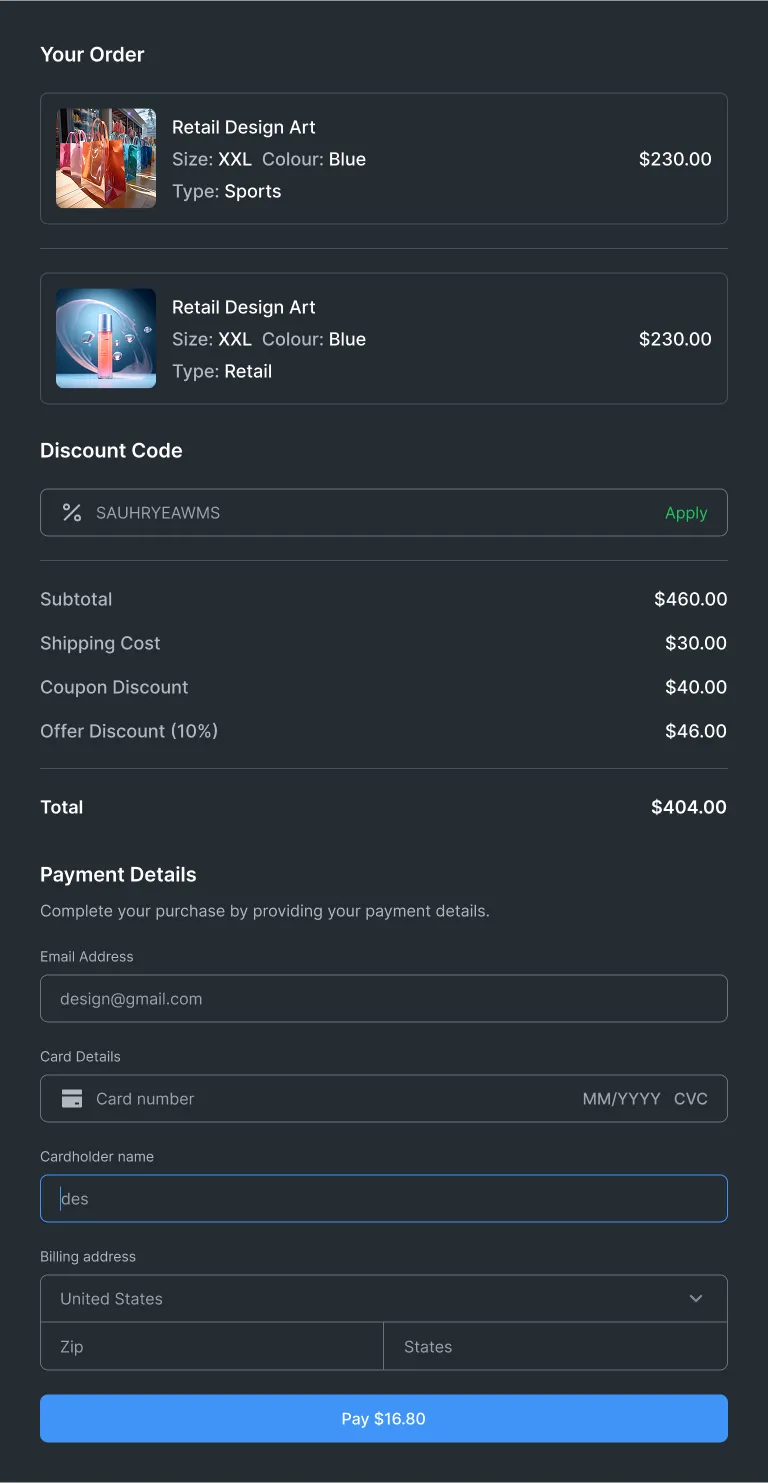 Your Order
Retail Design Art
Size: XXL Colour: Blue
$230.00
Type: Sports
Retail Design Art
Size: XXL Colour: Blue
$230.00
Type: Retail
Discount Code
SAUHRYEAWMS Apply
Subtotal $460.00
Shipping Cost $30.00
Coupon Discount $40.00
Offer Discount (10%) $46.00
Total $404.00
Payment Details
Complete your purchase by providing your payment details.
Email Address
design@gmail.com
Card Details
Card number MM/YYYY CVC
Cardholder name
des
Billing address
United States
Zip States
Pay $16.80